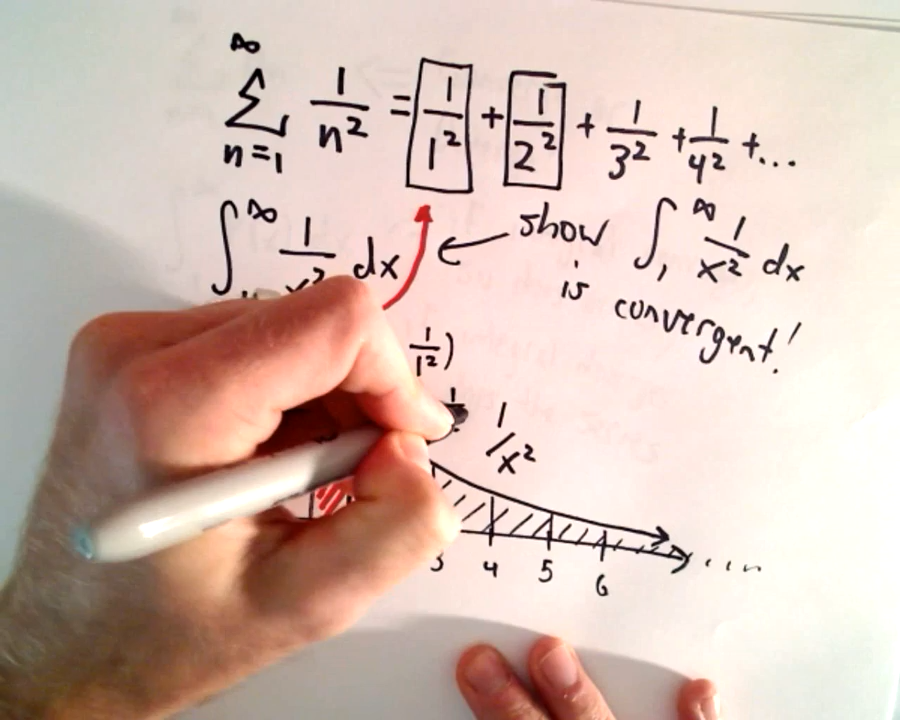 ∞
∑ 1/n² = 1/1² + 1/2² + 1/3² + 1/4² + ...
n=1
∫₁^∞ 1/x² dx ← show ∫₁^∞ 1/x² dx
is convergent!
1/1²)
1/x²
3 4 5 6 ....